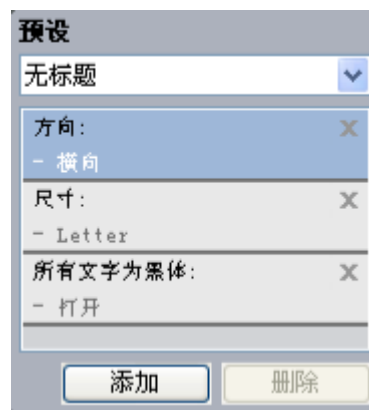 预设
无标题
方向:
- 横向
尺寸:
- Letter
所有文字为黑体:
- 打开
添加
删除